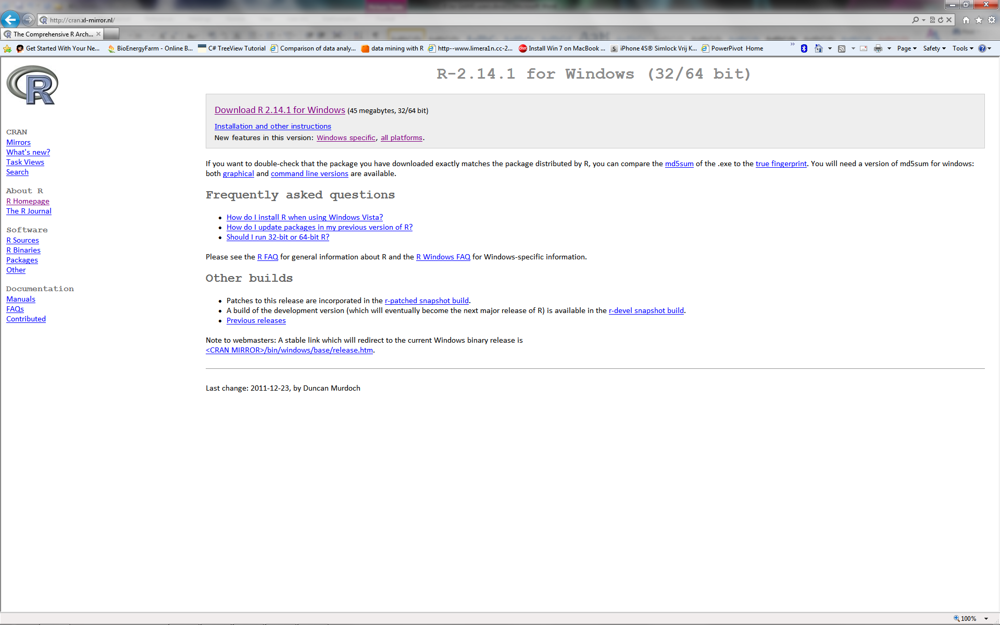 http://cran.xl-mirror.nl/
The Comprehensive R Arch...
Get Started With Your Ne... BioEnergyFarm - Online B... C# TreeView Tutorial Comparison of data analy... data mining with R http--www.limera1n.cc-2... Install Win 7 on MacBook ... iPhone 4S® Simlock Vrij K... PowerPivot Home Page Safety Tools
R
CRAN
Mirrors
What's new?
Task Views
Search
About R
R Homepage
The R Journal
Software
R Sources
R Binaries
Packages
Other
Documentation
Manuals
FAQs
Contributed
R-2.14.1 for Windows (32/64 bit)
Download R 2.14.1 for Windows (45 megabytes, 32/64 bit)
Installation and other instructions
New features in this version: Windows specific, all platforms.
If you want to double-check that the package you have downloaded exactly matches the package distributed by R, you can compare the md5sum of the .exe to the true fingerprint. You will need a version of md5sum for windows:
both graphical and command line versions are available.
Frequently asked questions
• How do I install R when using Windows Vista?
• How do I update packages in my previous version of R?
• Should I run 32-bit or 64-bit R?
Please see the R FAQ for general information about R and the R Windows FAQ for Windows-specific information.
Other builds
• Patches to this release are incorporated in the r-patched snapshot build.
• A build of the development version (which will eventually become the next major release of R) is available in the r-devel snapshot build.
• Previous releases
Note to webmasters: A stable link which will redirect to the current Windows binary release is
<CRAN MIRROR>/bin/windows/base/release.htm.
Last change: 2011-12-23, by Duncan Murdoch
100%